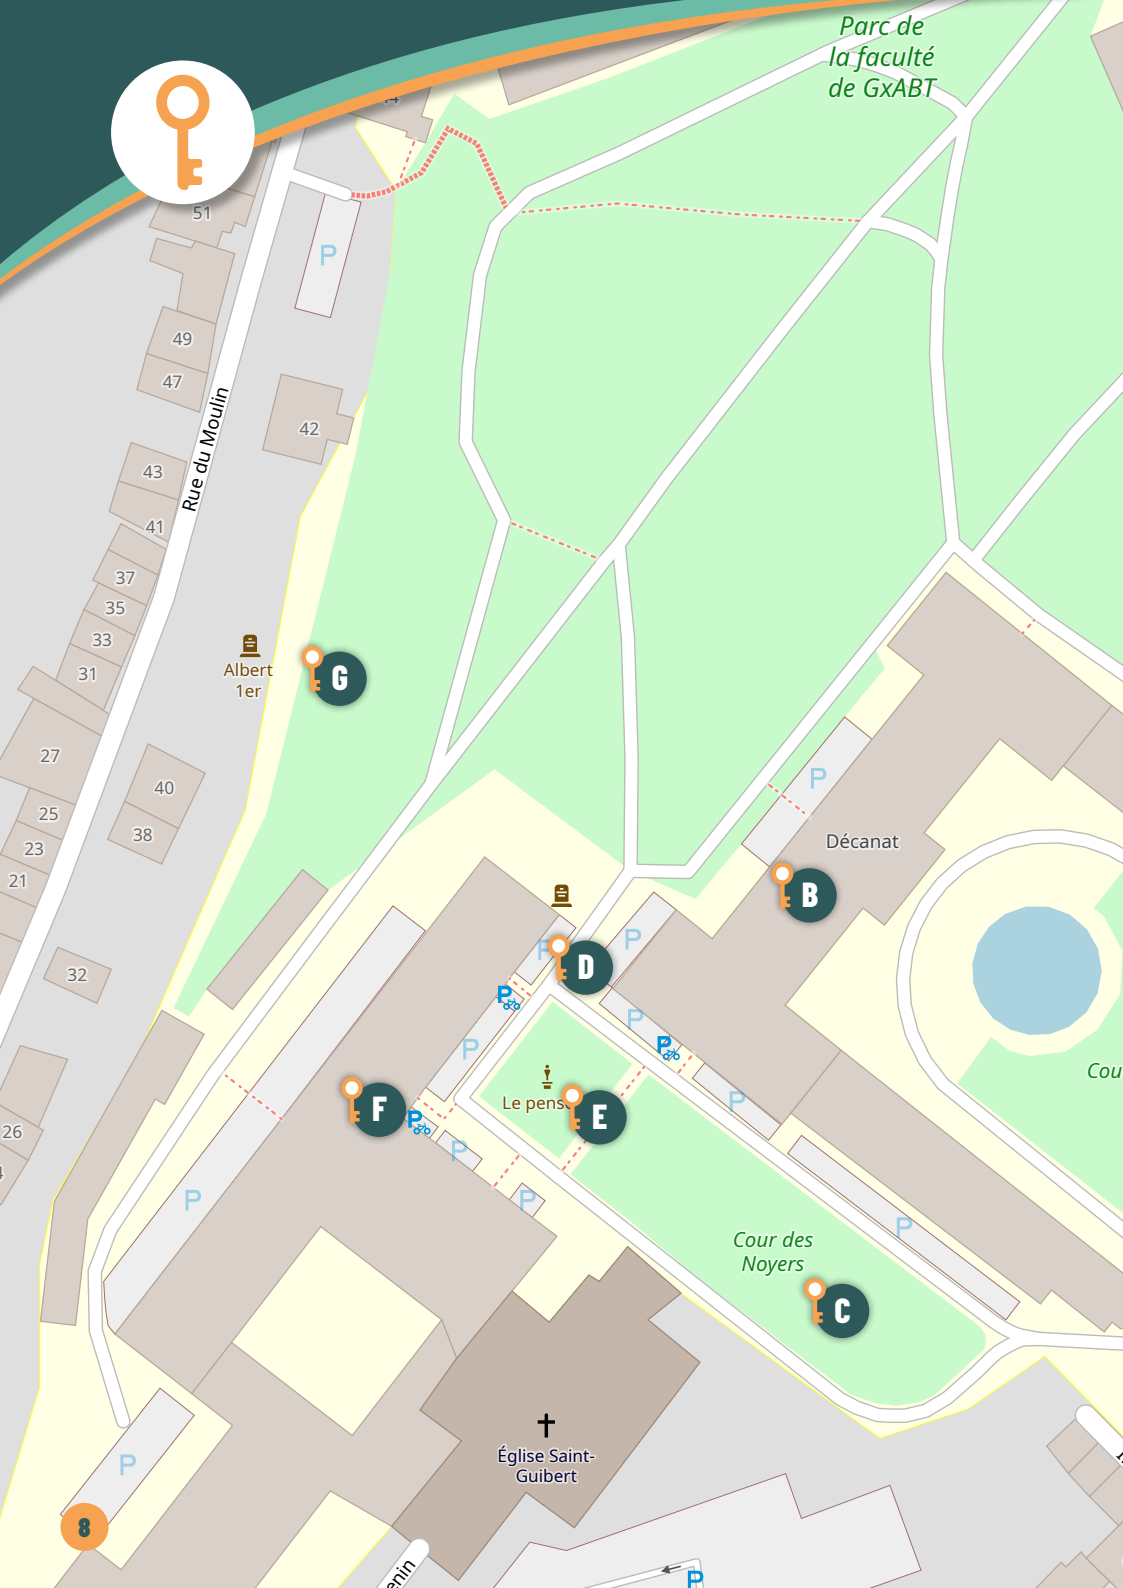 Parc de
la faculté
de GxABT
51
P
49
47
42
Rue du Moulin
43
41
37
35
33
31
Albert
1er
G
27
40
P
25
38
23
Décanat
21
B
32
P
D
P
P
P
P
P
Le pens
E
F
P
P
P
Cou
26
P
P
P
Cour des
Noyers
C
Église Saint-
Guibert
P
8
enin
P